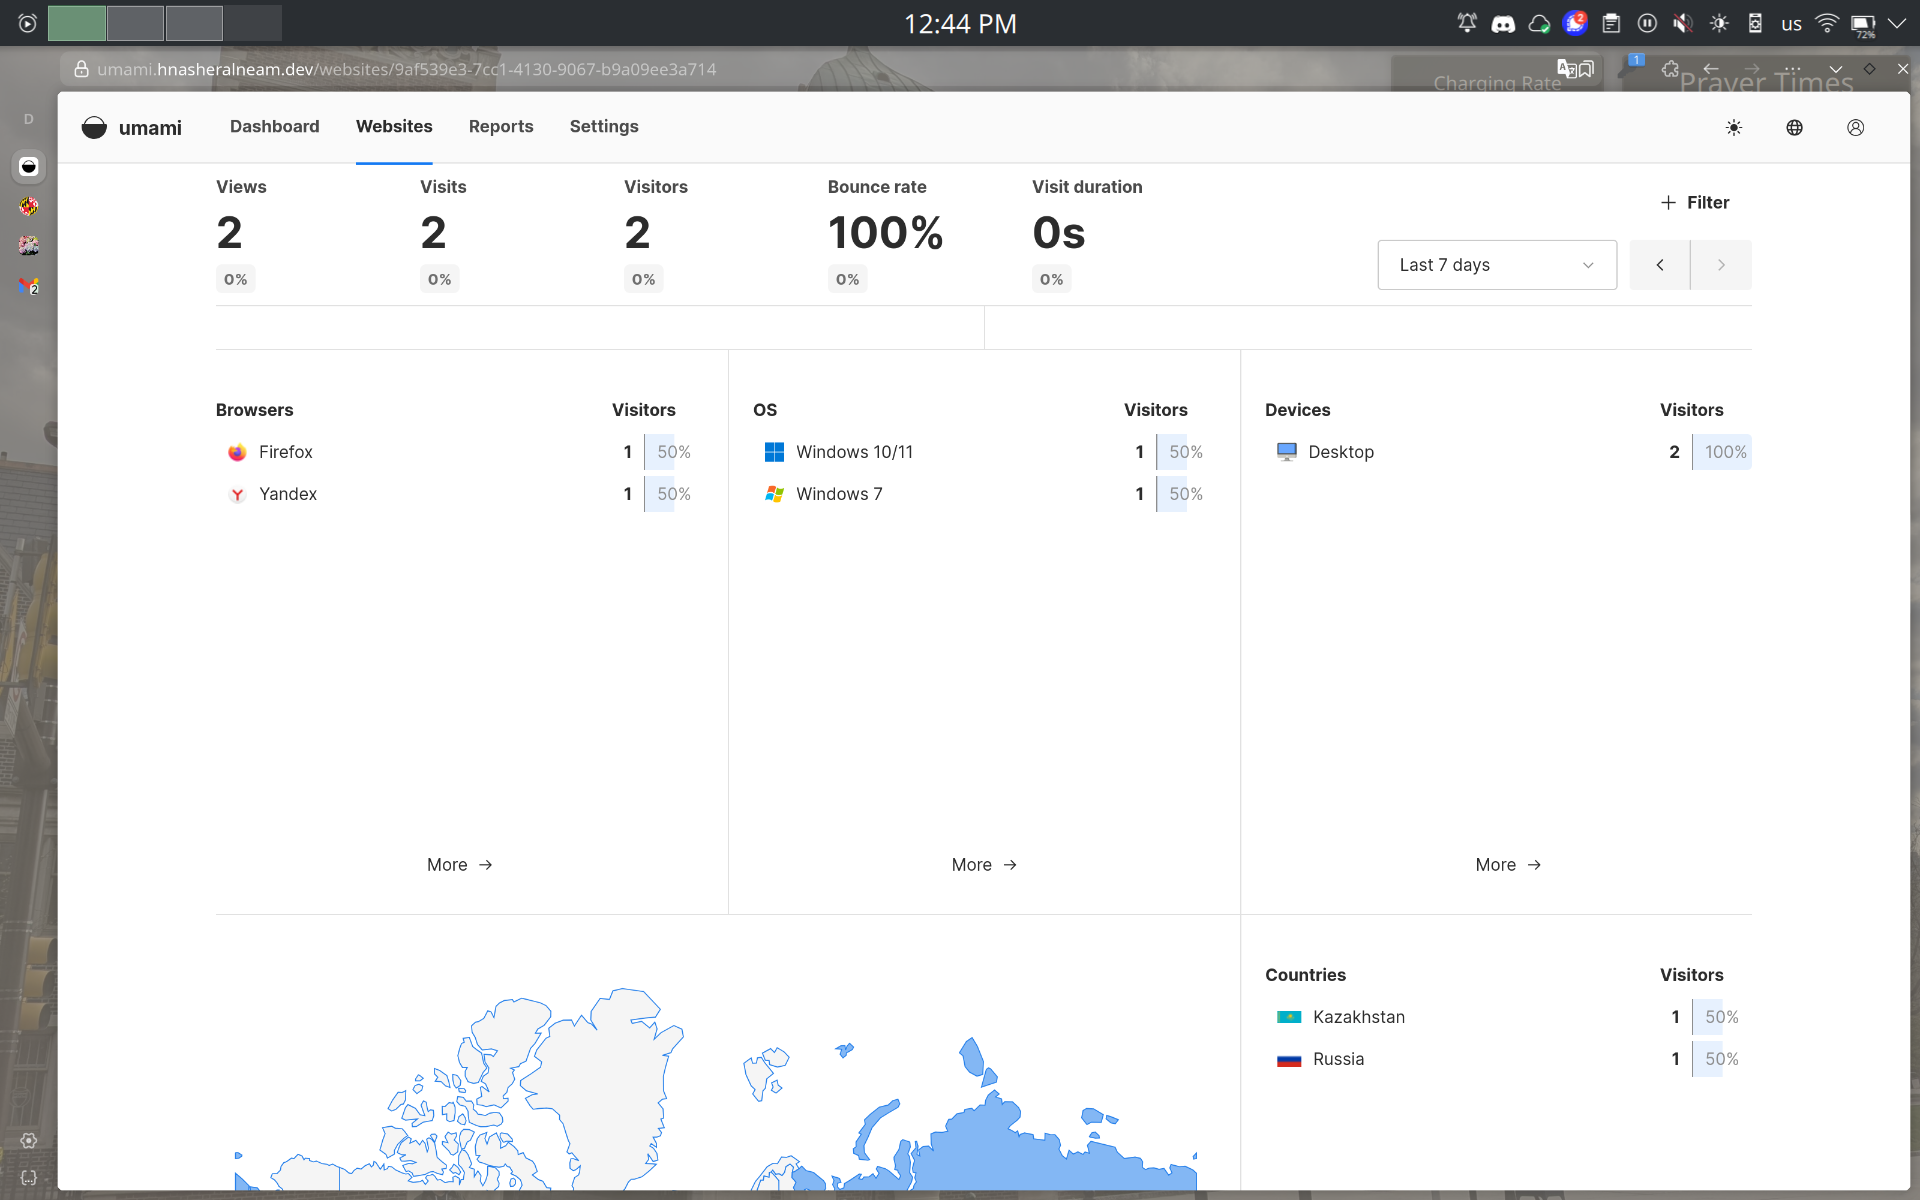 12:44 PM
2
us
72%
umami.hnasheralneam.dev/websites/9af539e3-7cc1-4130-9067-b9a09ee3a714
Charging Rate
1
Prayer Times
D
2
umami
Dashboard
Websites
Reports
Settings
Views
2
0%
Visits
2
0%
Visitors
2
0%
Bounce rate
100%
0%
Visit duration
0s
0%
Filter
Last 7 days
Browsers Visitors
Firefox 1 50%
Yandex 1 50%
More
OS Visitors
Windows 10/11 1 50%
Windows 7 1 50%
More
Devices Visitors
Desktop 2 100%
More
Countries Visitors
Kazakhstan 1 50%
Russia 1 50%